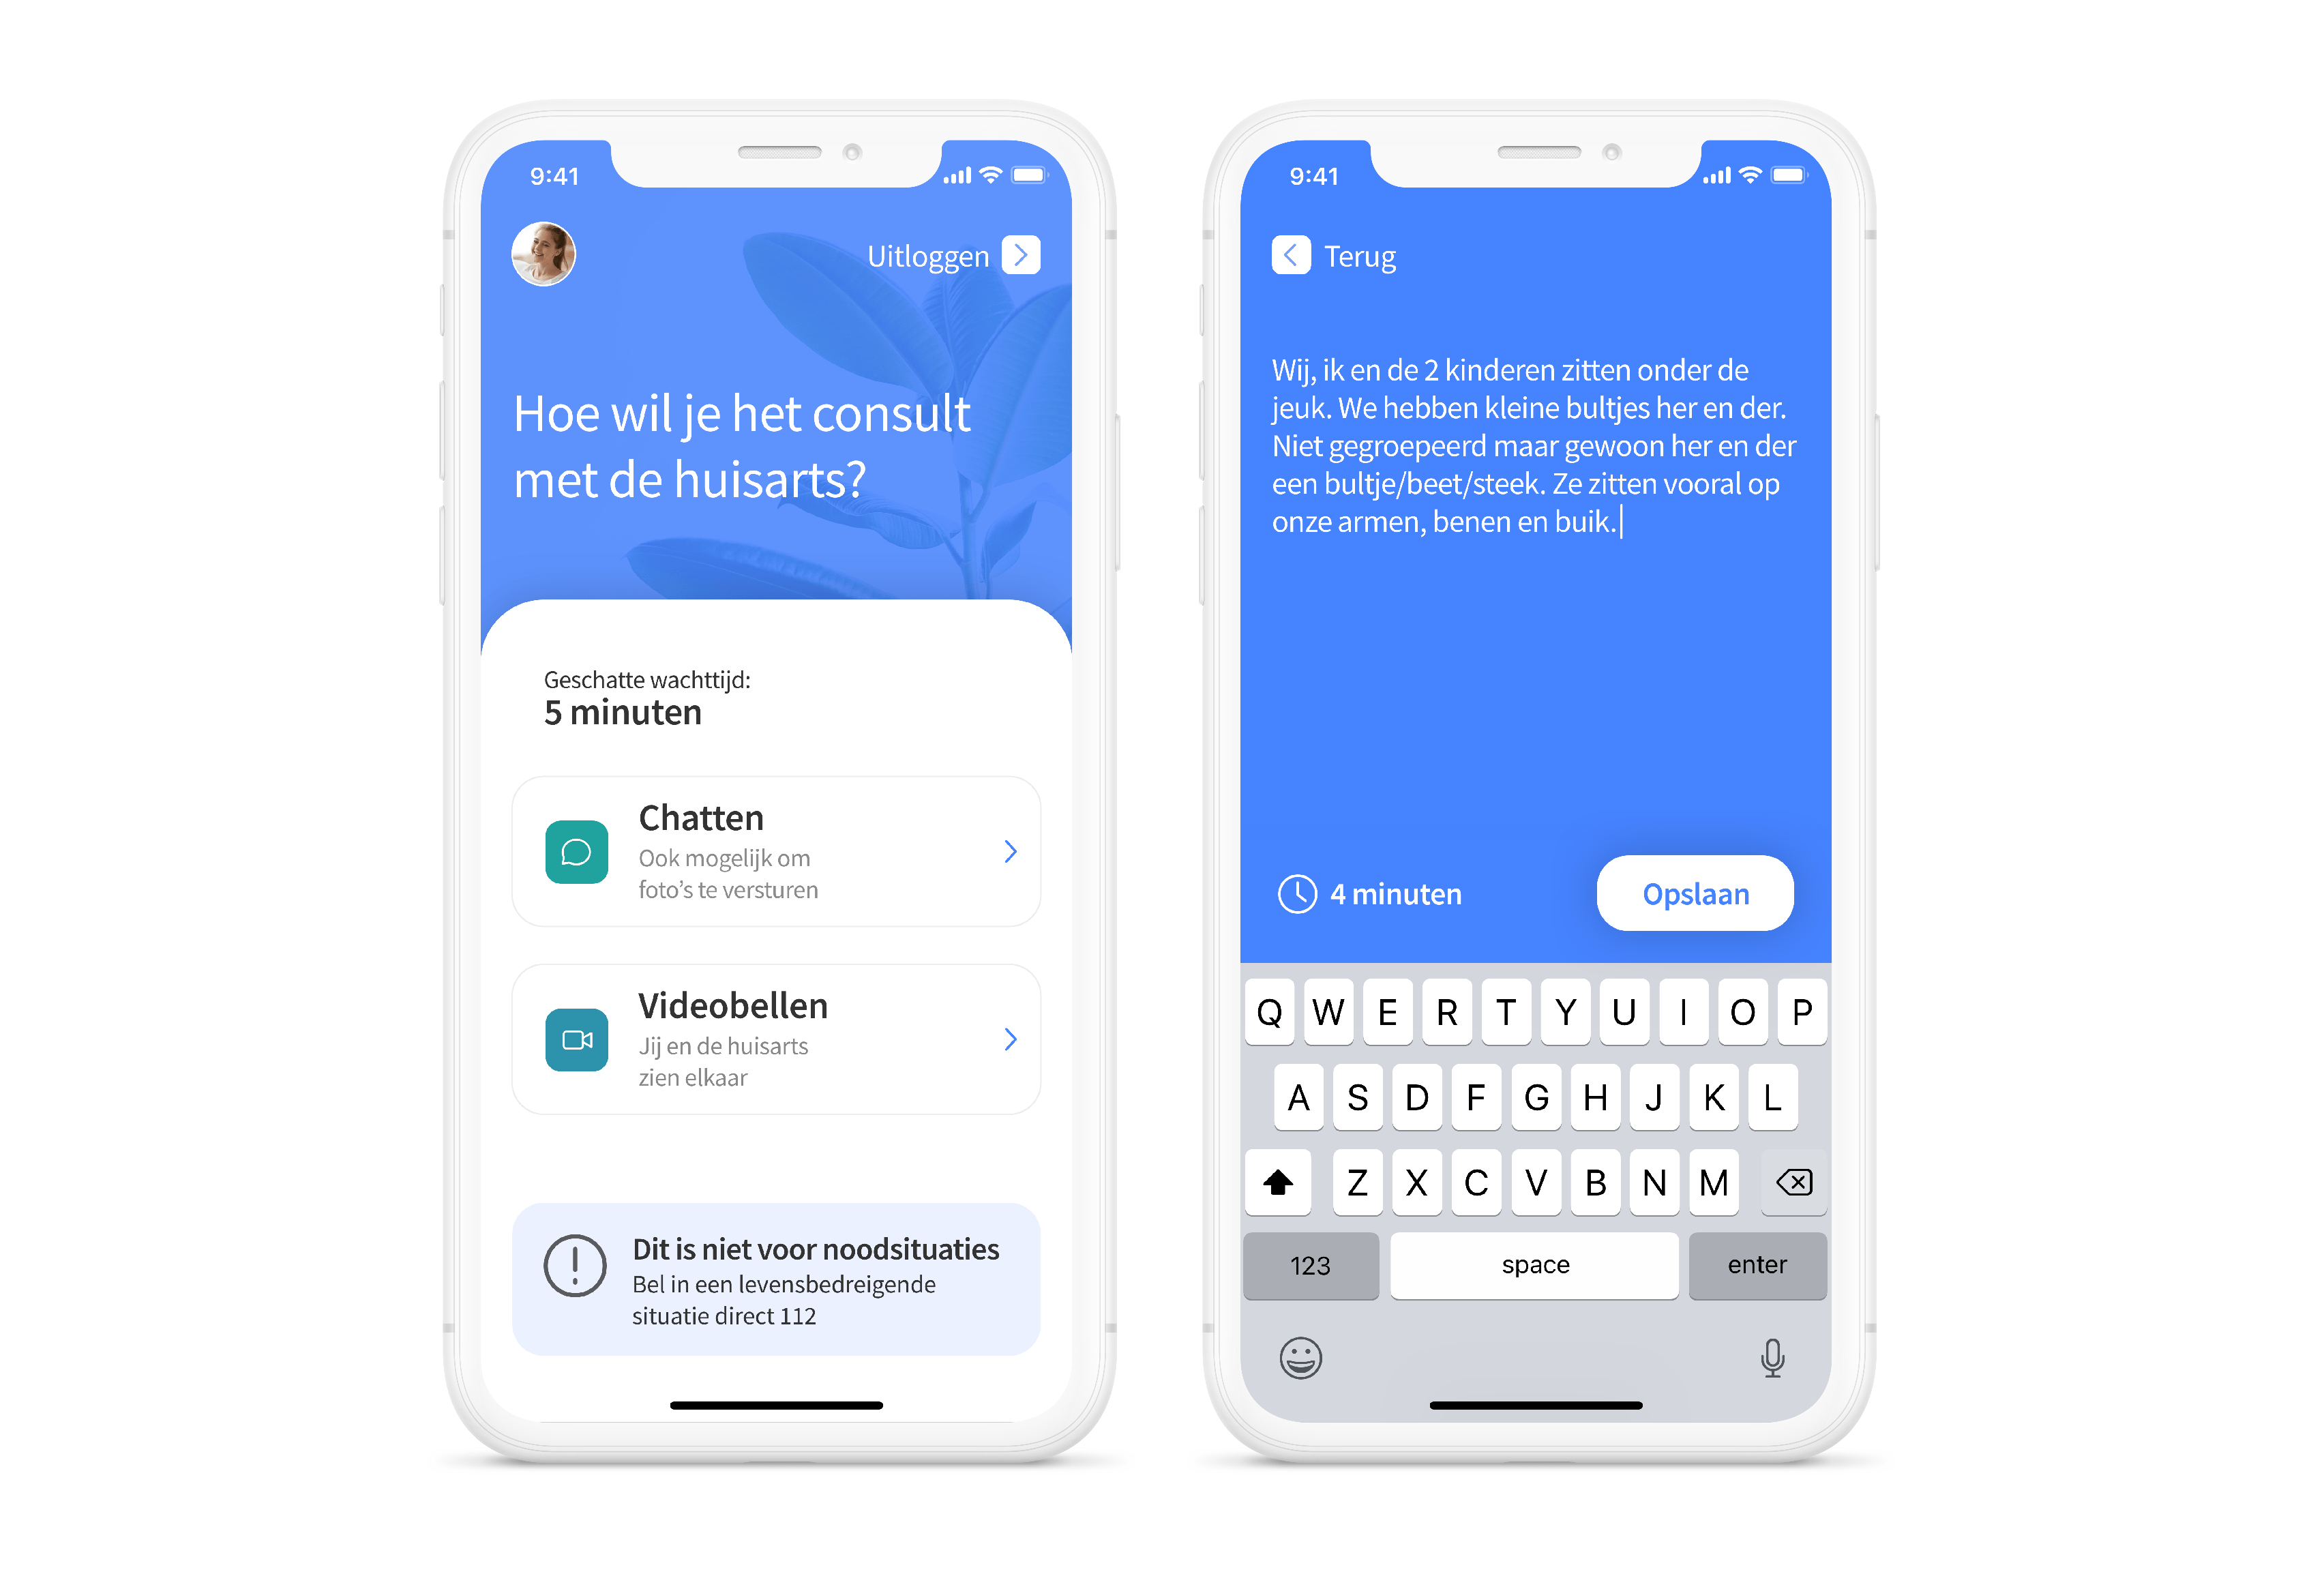 9:41
Uitloggen
Hoe wil je het consult
met de huisarts?
Geschatte wachttijd:
5 minuten
Chatten
Ook mogelijk om
foto's te versturen
Videobellen
Jij en de huisarts
zien elkaar
Dit is niet voor noodsituaties
Bel in een levensbedreigende
situatie direct 112
9:41
Terug
Wij, ik en de 2 kinderen zitten onder de
jeuk. We hebben kleine bultjes her en der.
Niet gegroepeerd maar gewoon her en der
een bultje/beet/steek. Ze zitten vooral op
onze armen, benen en buik.
4 minuten
Opslaan
Q W E R T Y U I O P
A S D F G H J K L
Z X C V B N M
123 space enter